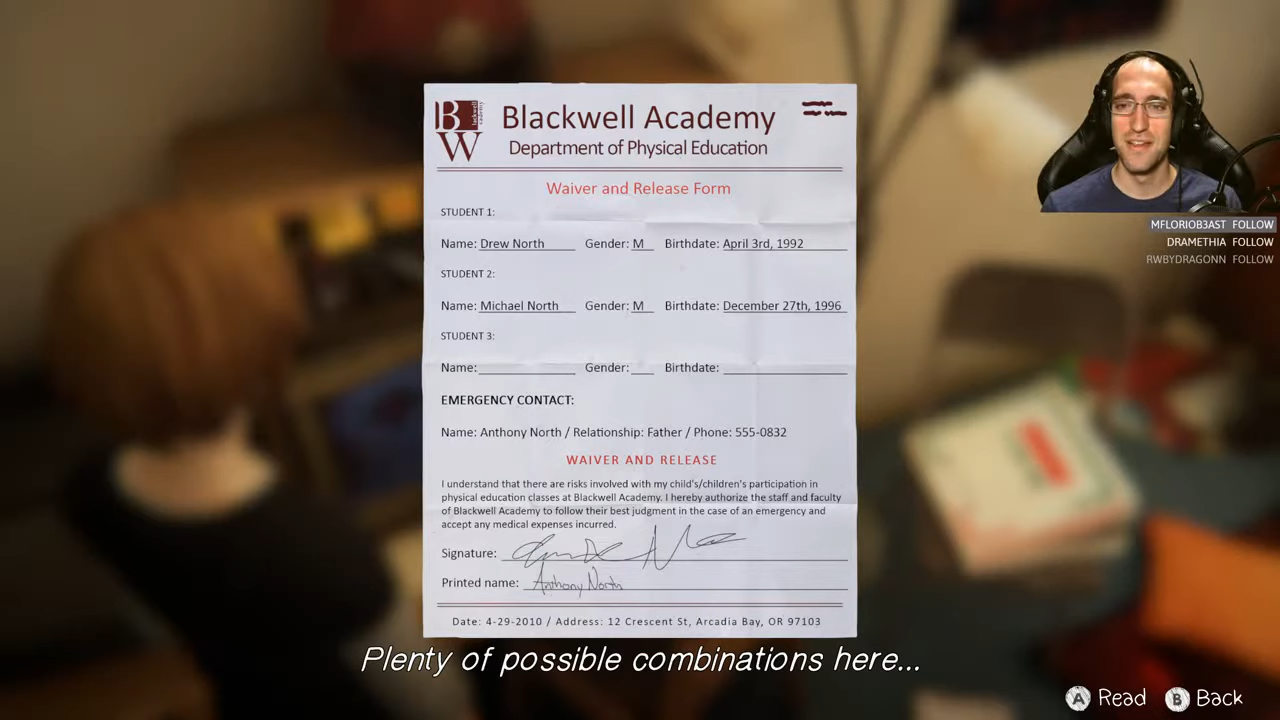 B Blackwell Academy
W
Blackwell Academy
Department of Physical Education
Waiver and Release Form
STUDENT 1:
Name: Drew North Gender: M Birthdate: April 3rd, 1992
STUDENT 2:
Name: Michael North Gender: M Birthdate: December 27th, 1996
STUDENT 3:
Name: Gender: Birthdate:
EMERGENCY CONTACT:
Name: Anthony North / Relationship: Father / Phone: 555-0832
WAIVER AND RELEASE
I understand that there are risks involved with my child's/children's participation in
physical education classes at Blackwell Academy. I hereby authorize the staff and faculty
of Blackwell Academy to follow their best judgment in the case of an emergency and
accept any medical expenses incurred.
Signature:
Printed name: Anthony North
Date: 4-29-2010 / Address: 12 Crescent St, Arcadia Bay, OR 97103
MFLORIOB3AST FOLLOW
DRAMETHIA FOLLOW
RWBYDRAGONN FOLLOW
Plenty of possible combinations here...
A Read B Back